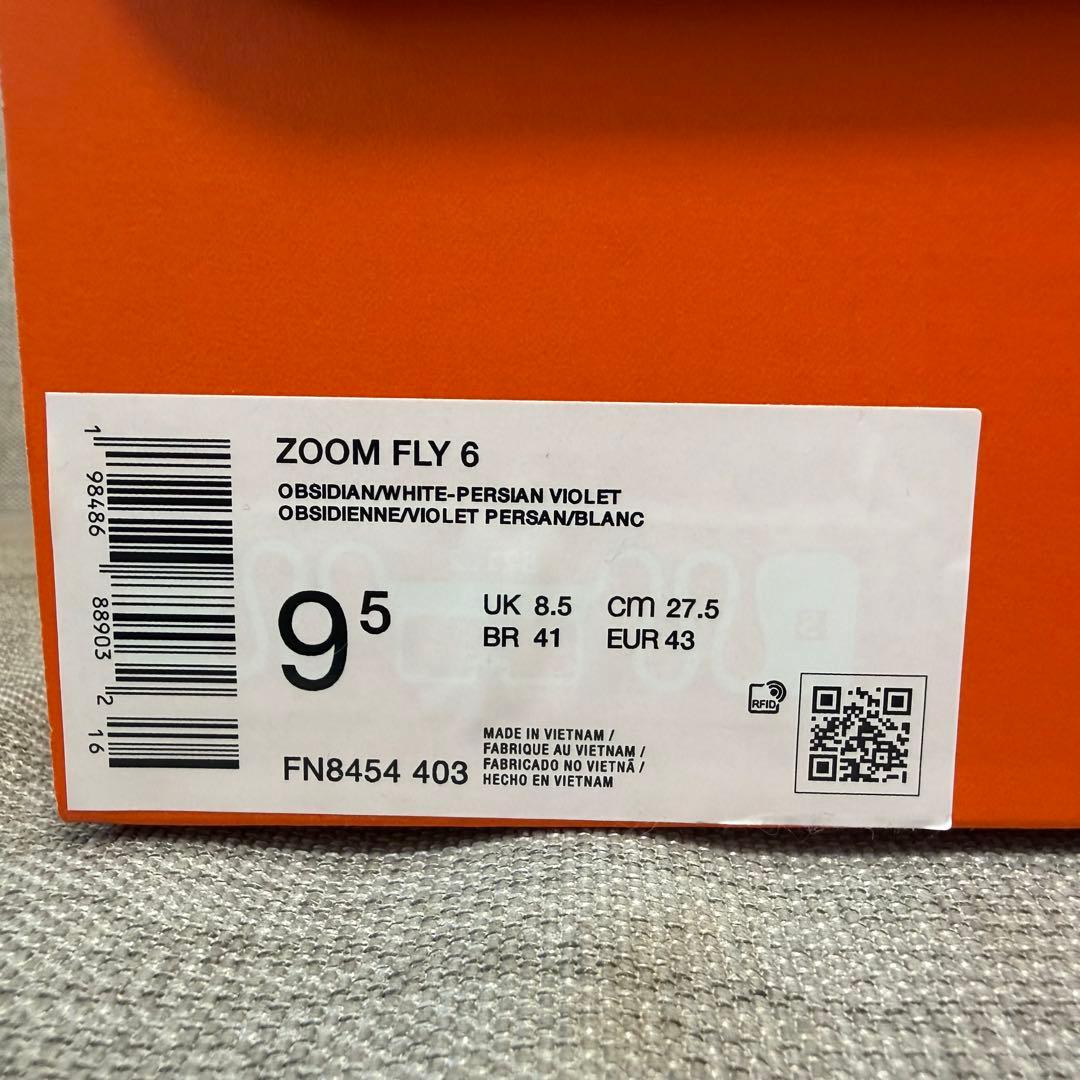 ZOOM FLY 6
OBSIDIAN/WHITE-PERSIAN VIOLET
OBSIDIENNE/VIOLET PERSAN/BLANC
9⁵
UK 8.5 cm 27.5
BR 41 EUR 43
RFID
MADE IN VIETNAM /
FABRIQUE AU VIETNAM /
FABRICADO NO VIETNÃ /
HECHO EN VIETNAM
FN8454 403
1 98486 88903 2 16